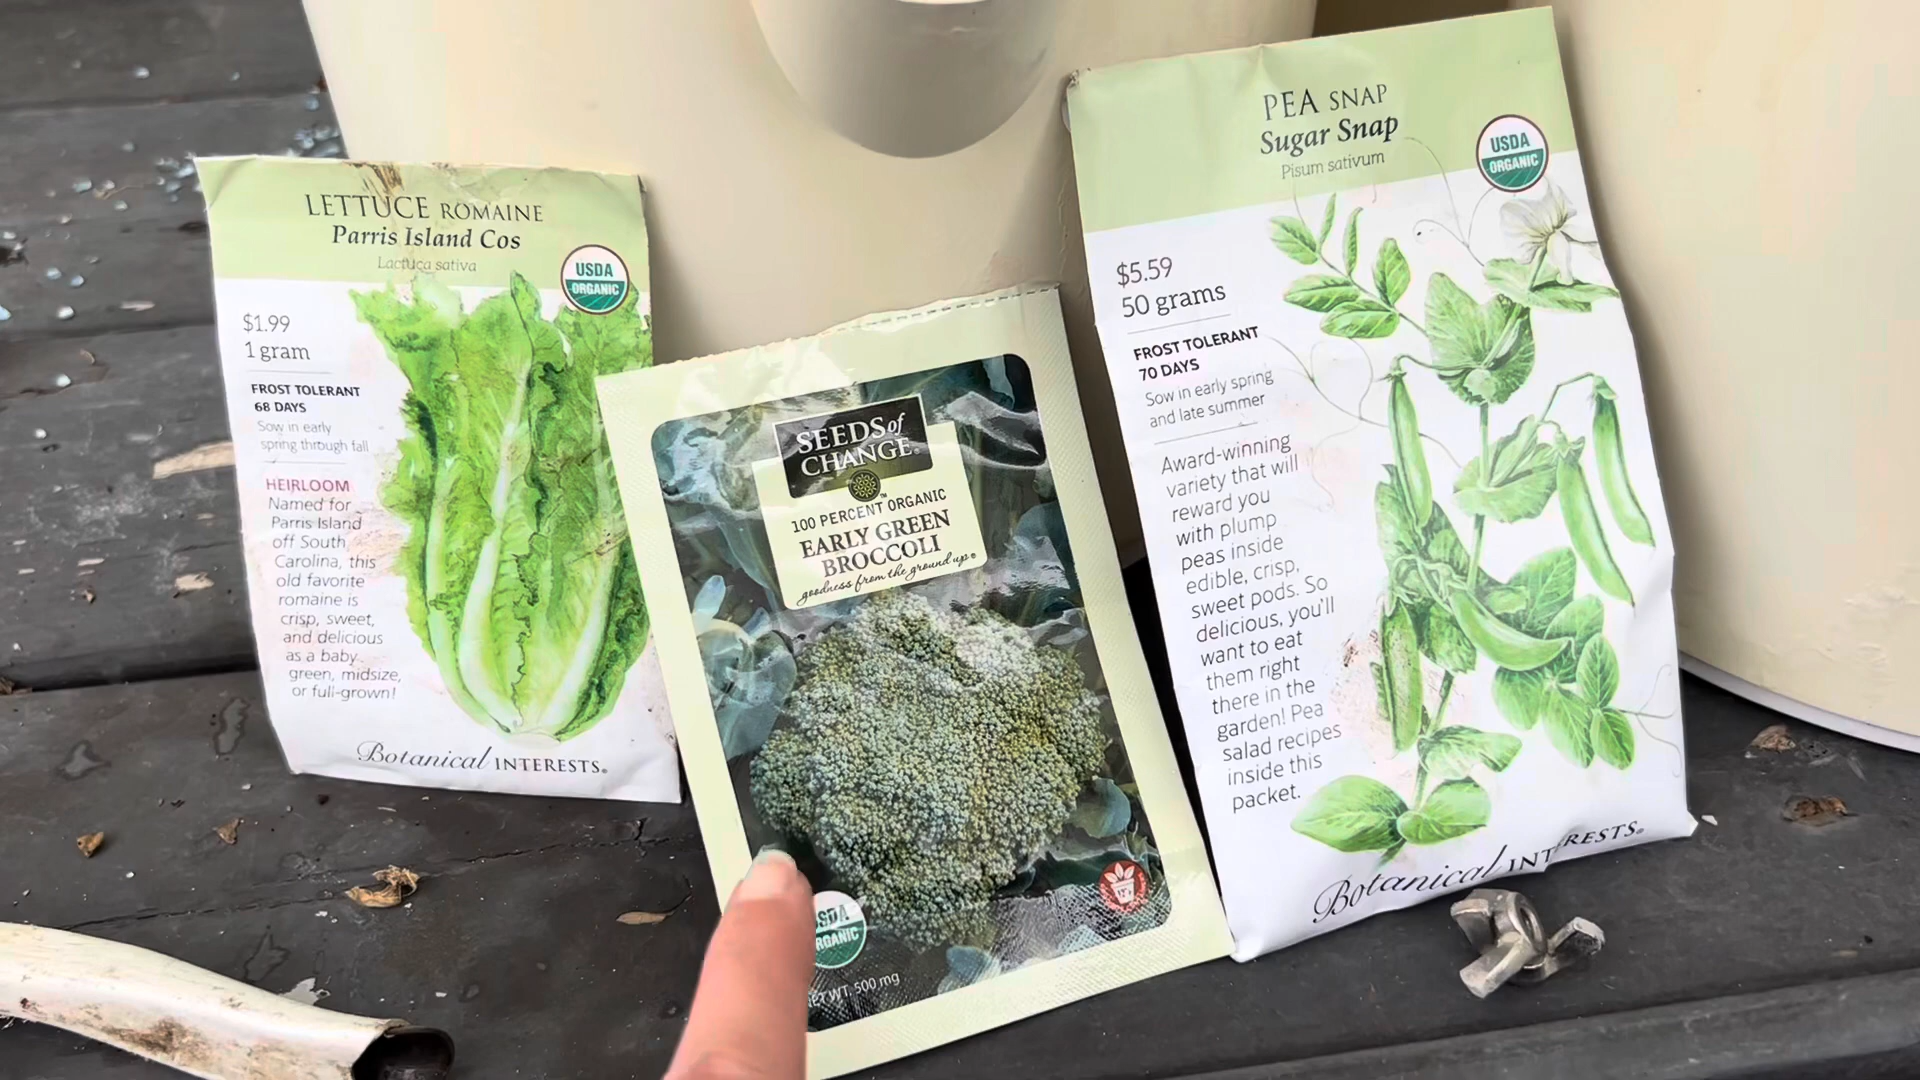 LETTUCE ROMAINE
Parris Island Cos
Lactuca sativa
USDA
ORGANIC
$1.99
1 gram
FROST TOLERANT
68 DAYS
Sow in early
spring through fall
HEIRLOOM
Named for
Parris Island
off South
Carolina, this
old favorite
romaine is
crisp, sweet,
and delicious
as a baby
green, midsize,
or full-grown!
Botanical INTERESTS®
SEEDS of
CHANGE®
100 PERCENT ORGANIC
EARLY GREEN
BROCCOLI
goodness from the ground up®
SDA
RGANIC
ET WT. 500 mg
PEA SNAP
Sugar Snap
Pisum sativum
USDA
ORGANIC
$5.59
50 grams
FROST TOLERANT
70 DAYS
Sow in early spring
and late summer
Award-winning
variety that will
reward you
with plump
peas inside
edible, crisp,
sweet pods. So
delicious, you'll
want to eat
them right
there in the
garden! Pea
salad recipes
inside this
packet.
Botanical INTERESTS®